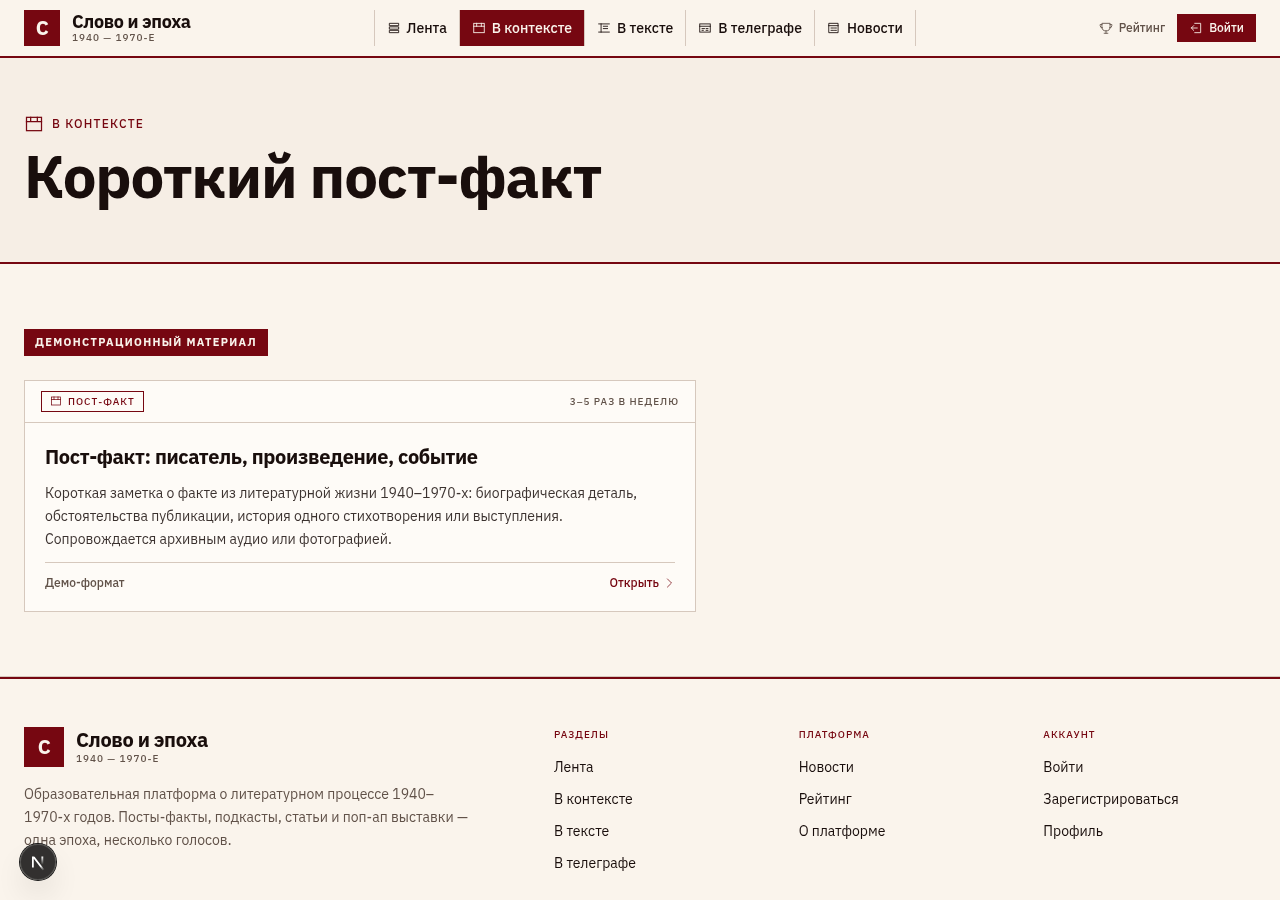 С
Слово и эпоха
1940 — 1970-Е
Лента
В контексте
В тексте
В телеграфе
Новости
Рейтинг
Войти
В КОНТЕКСТЕ
Короткий пост-факт
ДЕМОНСТРАЦИОННЫЙ МАТЕРИАЛ
ПОСТ-ФАКТ
3–5 РАЗ В НЕДЕЛЮ
Пост-факт: писатель, произведение, событие
Короткая заметка о факте из литературной жизни 1940–1970-х: биографическая деталь,
обстоятельства публикации, история одного стихотворения или выступления.
Сопровождается архивным аудио или фотографией.
Демо-формат
Открыть
С
Слово и эпоха
1940 — 1970-Е
Образовательная платформа о литературном процессе 1940–
1970-х годов. Посты-факты, подкасты, статьи и поп-ап выставки —
одна эпоха, несколько голосов.
N
РАЗДЕЛЫ
Лента
В контексте
В тексте
В телеграфе
ПЛАТФОРМА
Новости
Рейтинг
О платформе
АККАУНТ
Войти
Зарегистрироваться
Профиль